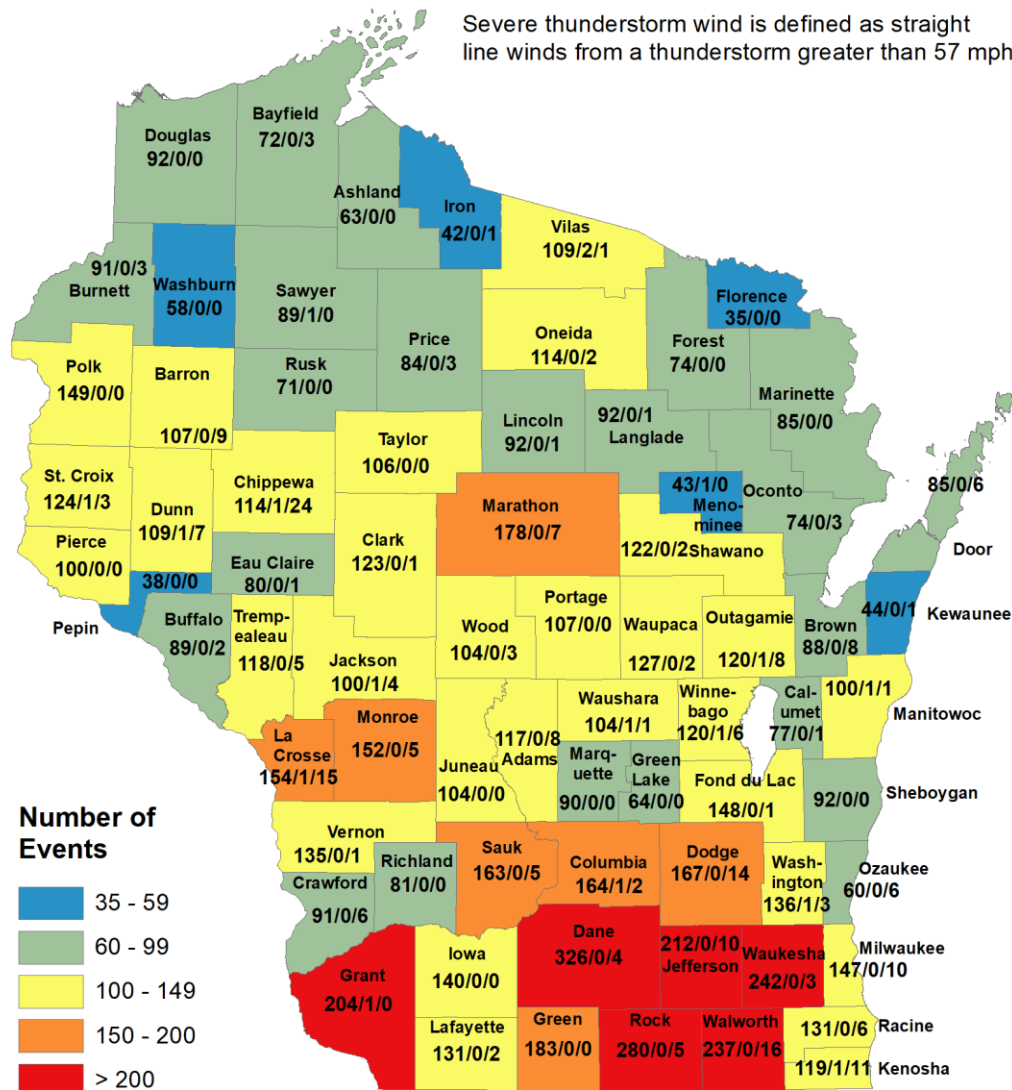 Severe thunderstorm wind is defined as straight
line winds from a thunderstorm greater than 57 mph
Douglas
92/0/0
Bayfield
72/0/3
Ashland
63/0/0
Iron
42/0/1
Vilas
109/2/1
91/0/3
Burnett
Washburn
58/0/0
Sawyer
89/1/0
Price
84/0/3
Oneida
114/0/2
Forest
74/0/0
Florence
35/0/0
Polk
149/0/0
Barron
107/0/9
Rusk
71/0/0
Lincoln
92/0/1
92/0/1
Langlade
Marinette
85/0/0
Taylor
106/0/0
St. Croix
124/1/3
Dunn
109/1/7
Chippewa
114/1/24
Marathon
178/0/7
43/1/0
Meno-
minee
Oconto
74/0/3
85/0/6
Door
Pierce
100/0/0
38/0/0
Pepin
Eau Claire
80/0/1
Clark
123/0/1
122/0/2
Shawano
Buffalo
89/0/2
Tremp-
ealeau
118/0/5
Jackson
100/1/4
Wood
104/0/3
Portage
107/0/0
Waupaca
127/0/2
Outagamie
120/1/8
Brown
88/0/8
44/0/1
Kewaunee
La
Crosse
154/1/15
Monroe
152/0/5
Juneau
104/0/0
117/0/8
Adams
Waushara
104/1/1
Winne-
bago
120/1/6
Cal-
umet
77/0/1
100/1/1
Manitowoc
Marq-
uette
90/0/0
Green
Lake
64/0/0
Fond du Lac
148/0/1
92/0/0
Sheboygan
Vernon
135/0/1
Crawford
91/0/6
Richland
81/0/0
Sauk
163/0/5
Columbia
164/1/2
Dodge
167/0/14
Wash-
ington
136/1/3
Ozaukee
60/0/6
Grant
204/1/0
Iowa
140/0/0
Dane
326/0/4
212/0/10
Jefferson
Waukesha
242/0/3
Milwaukee
147/0/10
Lafayette
131/0/2
Green
183/0/0
Rock
280/0/5
Walworth
237/0/16
131/0/6
Racine
119/1/11
Kenosha
Number of
Events
35 - 59
60 - 99
100 - 149
150 - 200
> 200